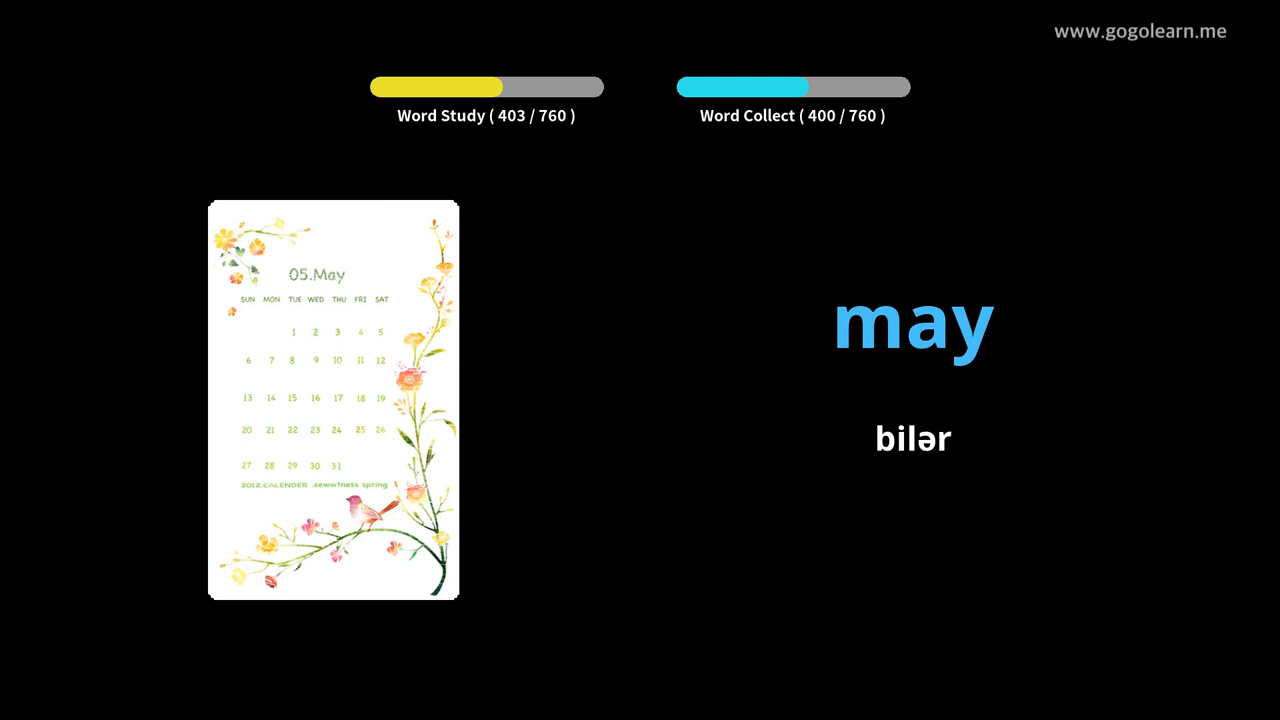 www.gogolearn.me
Word Study ( 403 / 760 )
Word Collect ( 400 / 760 )
05.May
SUN MON TUE WED THU FRI SAT
1 2 3 4 5
6 7 8 9 10 11 12
13 14 15 16 17 18 19
20 21 22 23 24 25 26
27 28 29 30 31
2012.CALENDER .sewwtness spring
may
bilər